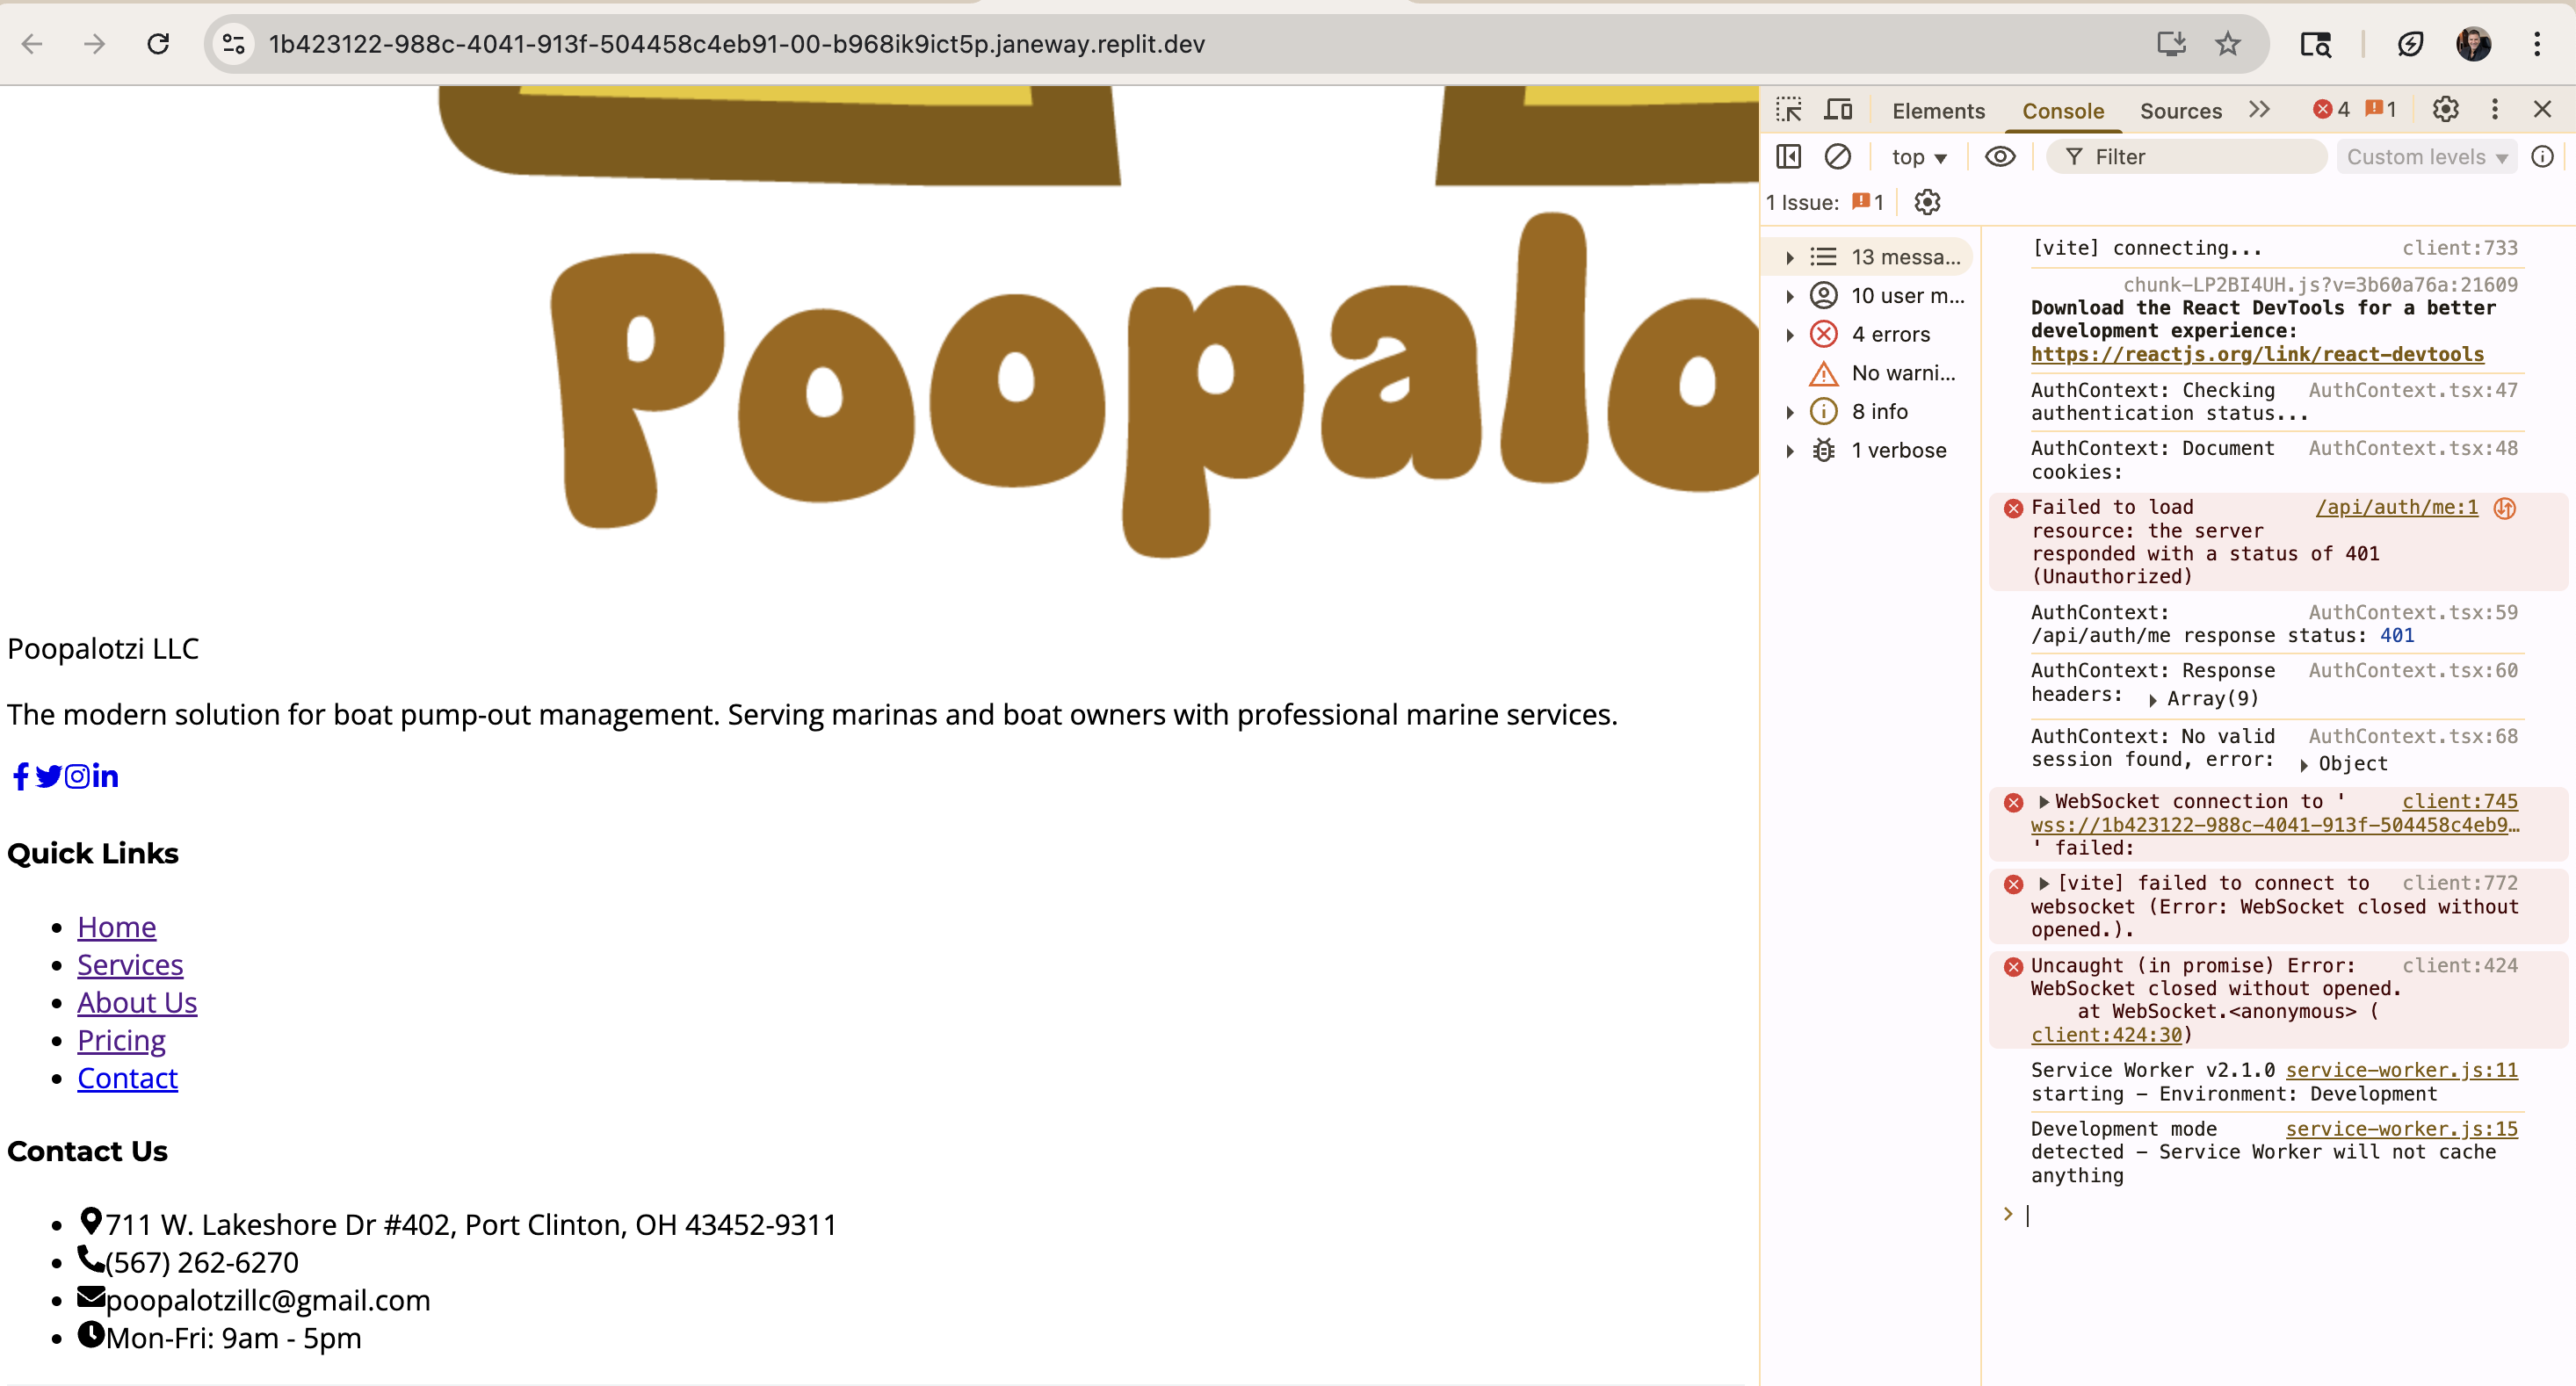 1b423122-988c-4041-913f-504458c4eb91-00-b968ik9ict5p.janeway.replit.dev
Poopalo
Poopalotzi LLC
The modern solution for boat pump-out management. Serving marinas and boat owners with professional marine services.
Quick Links
Home
Services
About Us
Pricing
Contact
Contact Us
711 W. Lakeshore Dr #402, Port Clinton, OH 43452-9311
(567) 262-6270
poopalotzillc@gmail.com
Mon-Fri: 9am - 5pm
Elements Console Sources 4 1
top Filter Custom levels
1 Issue: 1
13 messa...
10 user m...
4 errors
No warni...
8 info
1 verbose
[vite] connecting... client:733
chunk-LP2BI4UH.js?v=3b60a76a:21609
Download the React DevTools for a better
development experience:
https://reactjs.org/link/react-devtools
AuthContext: Checking AuthContext.tsx:47
authentication status...
AuthContext: Document AuthContext.tsx:48
cookies:
Failed to load /api/auth/me:1
resource: the server
responded with a status of 401
(Unauthorized)
AuthContext: AuthContext.tsx:59
/api/auth/me response status: 401
AuthContext: Response AuthContext.tsx:60
headers: Array(9)
AuthContext: No valid AuthContext.tsx:68
session found, error: Object
WebSocket connection to ' client:745
wss://1b423122-988c-4041-913f-504458c4eb9…
' failed:
[vite] failed to connect to client:772
websocket (Error: WebSocket closed without
opened.).
Uncaught (in promise) Error: client:424
WebSocket closed without opened.
at WebSocket.<anonymous> (
client:424:30)
Service Worker v2.1.0 service-worker.js:11
starting - Environment: Development
Development mode service-worker.js:15
detected - Service Worker will not cache
anything